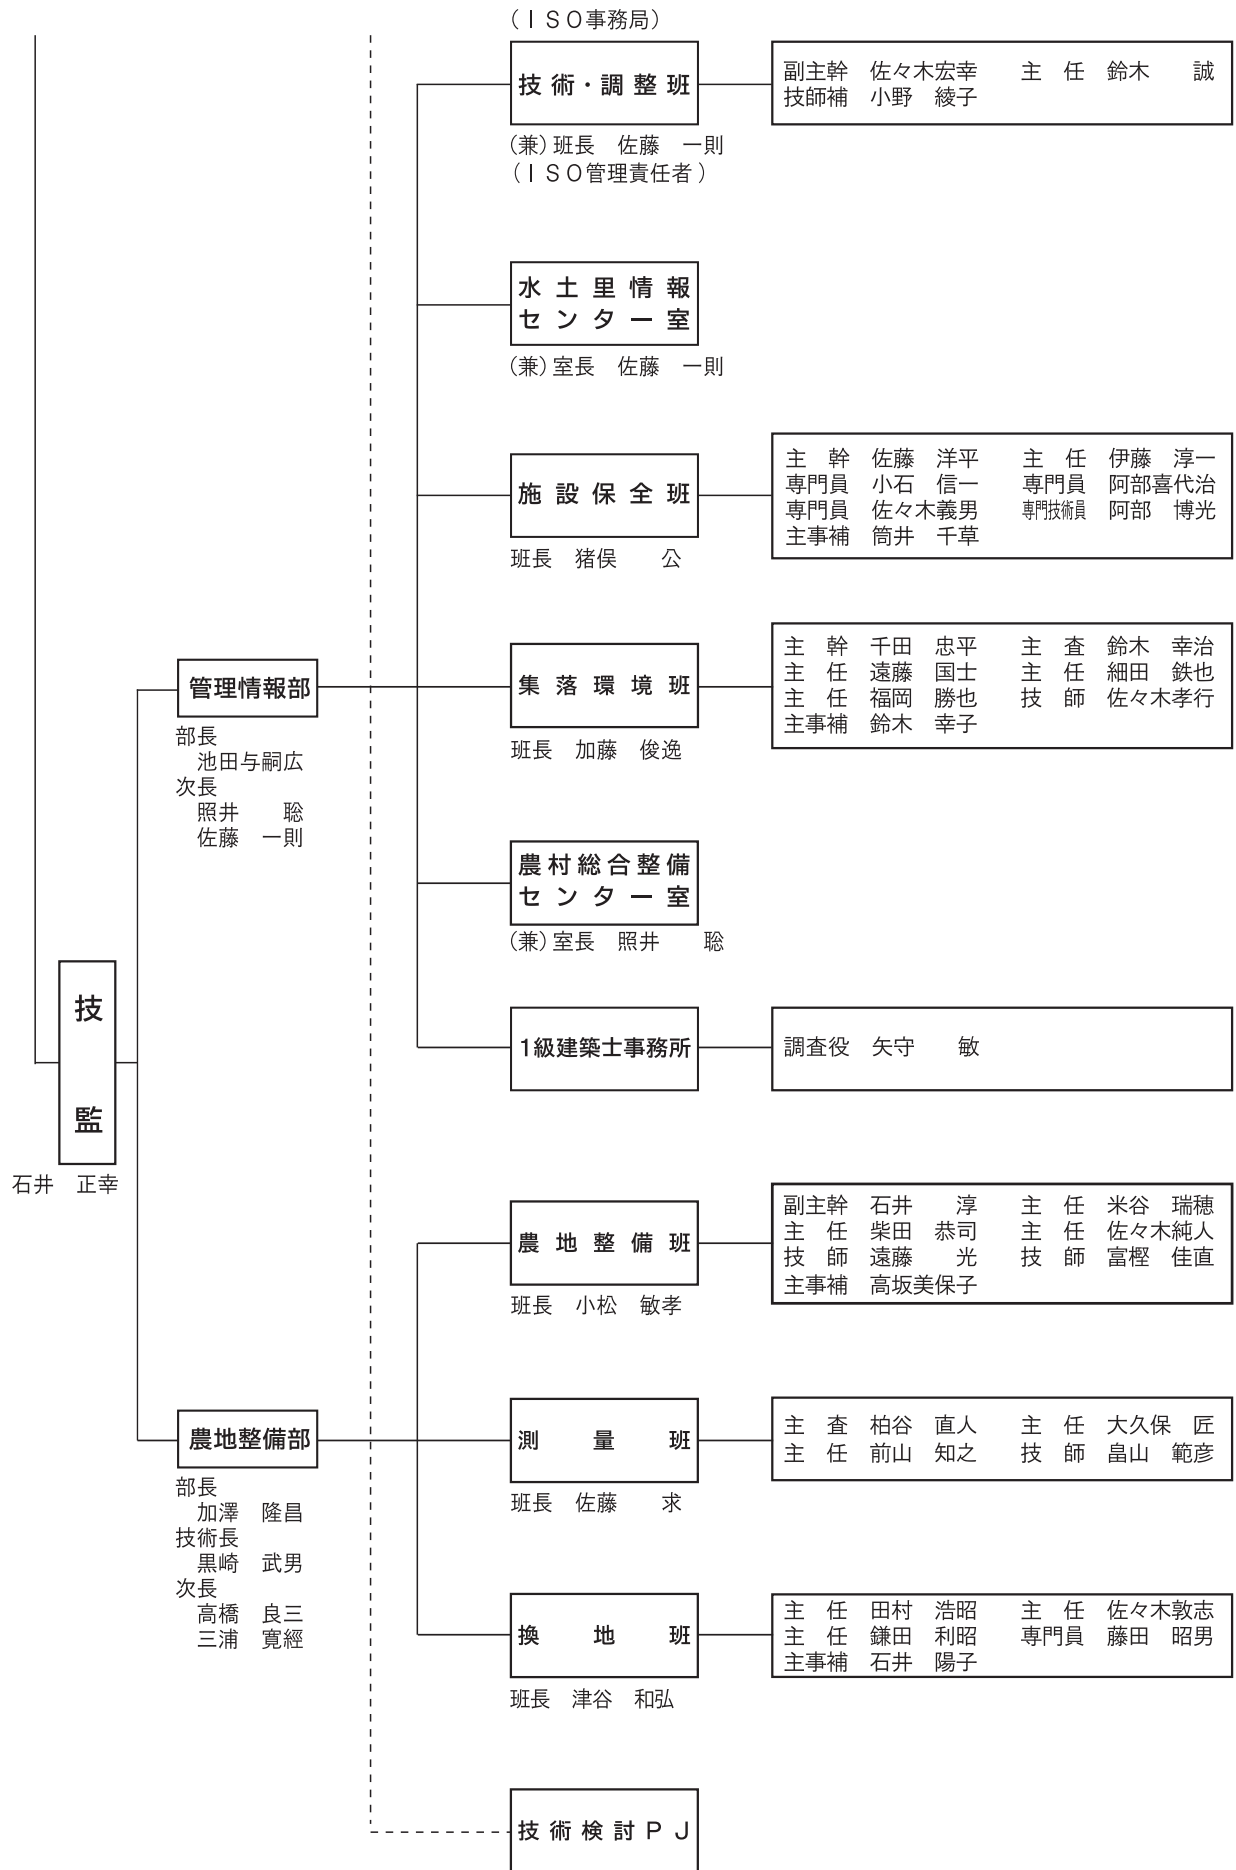 (ISO事務局)
技術・調整班
(兼)班長　佐藤　一則
(ISO管理責任者)
副主幹　佐々木宏幸　　主　任　鈴木　　誠
技師補　小野　綾子
水土里情報
センター室
(兼)室長　佐藤　一則
施設保全班
班長　猪俣　　公
主　幹　佐藤　洋平　　主　任　伊藤　淳一
専門員　小石　信一　　専門員　阿部喜代治
専門員　佐々木義男　　専門技術員　阿部　博光
主事補　筒井　千草
管理情報部
部長
池田与嗣広
次長
照井　　聡
佐藤　一則
集落環境班
班長　加藤　俊逸
主　幹　千田　忠平　　主　査　鈴木　幸治
主　任　遠藤　国士　　主　任　細田　鉄也
主　任　福岡　勝也　　技　師　佐々木孝行
主事補　鈴木　幸子
農村総合整備
センター室
(兼)室長　照井　　聡
1級建築士事務所
調査役　矢守　　敏
技監
石井　正幸
農地整備班
班長　小松　敏孝
副主幹　石井　　淳　　主　任　米谷　瑞穂
主　任　柴田　恭司　　主　任　佐々木純人
技　師　遠藤　　光　　技　師　富樫　佳直
主事補　高坂美保子
農地整備部
部長
加澤　隆昌
技術長
黒崎　武男
次長
高橋　良三
三浦　寛經
測量班
班長　佐藤　　求
主　査　柏谷　直人　　主　任　大久保　匠
主　任　前山　知之　　技　師　畠山　範彦
換地班
班長　津谷　和弘
主　任　田村　浩昭　　主　任　佐々木敦志
主　任　鎌田　利昭　　専門員　藤田　昭男
主事補　石井　陽子
技術検討PJ